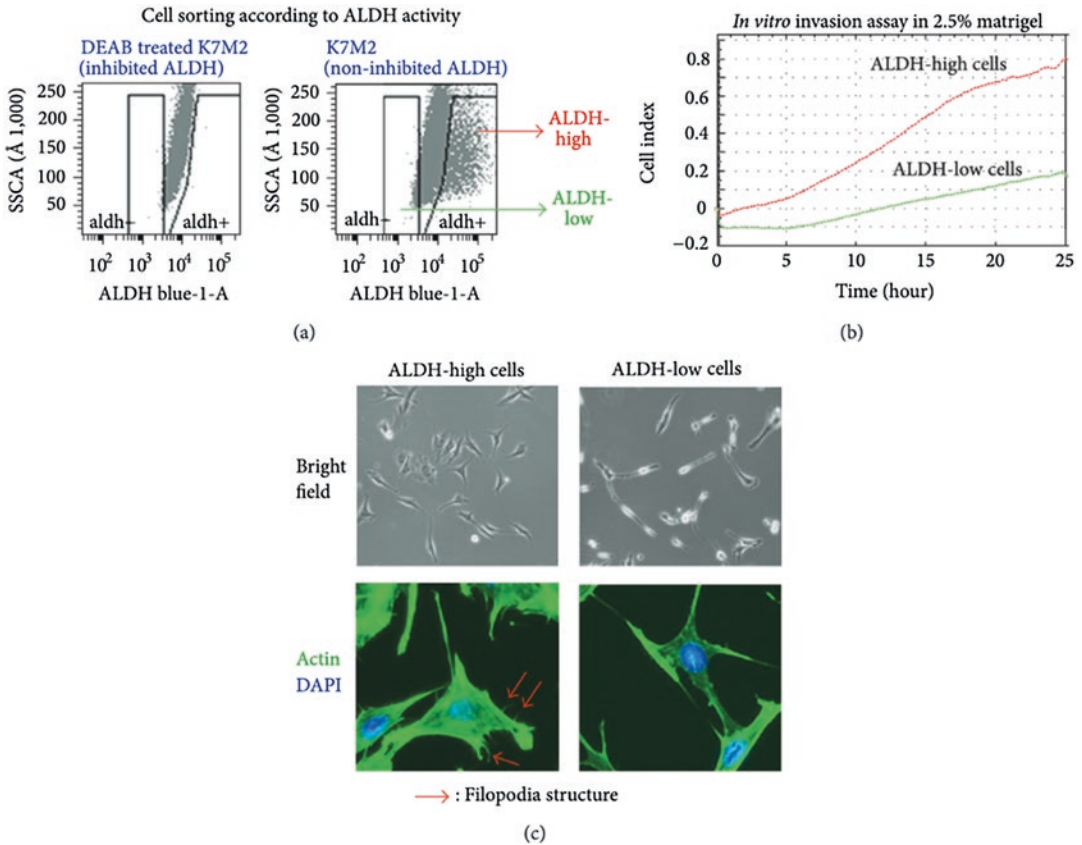 Cell sorting according to ALDH activity
DEAB treated K7M2
(inhibited ALDH)
K7M2
(non-inhibited ALDH)
SSCA (Å 1,000)
250
200
150
100
50
aldh-
aldh+
10²
10³
10⁴
10⁵
ALDH blue-1-A
SSCA (Å 1,000)
250
200
150
100
50
aldh-
aldh+
10²
10³
10⁴
10⁵
ALDH blue-1-A
ALDH-
high
ALDH-
low
(a)
In vitro invasion assay in 2.5% matrigel
Cell index
0.8
0.6
0.4
0.2
0
−0.2
ALDH-high cells
ALDH-low cells
0
5
10
15
20
25
Time (hour)
(b)
ALDH-high cells
ALDH-low cells
Bright
field
Actin
DAPI
: Filopodia structure
(c)